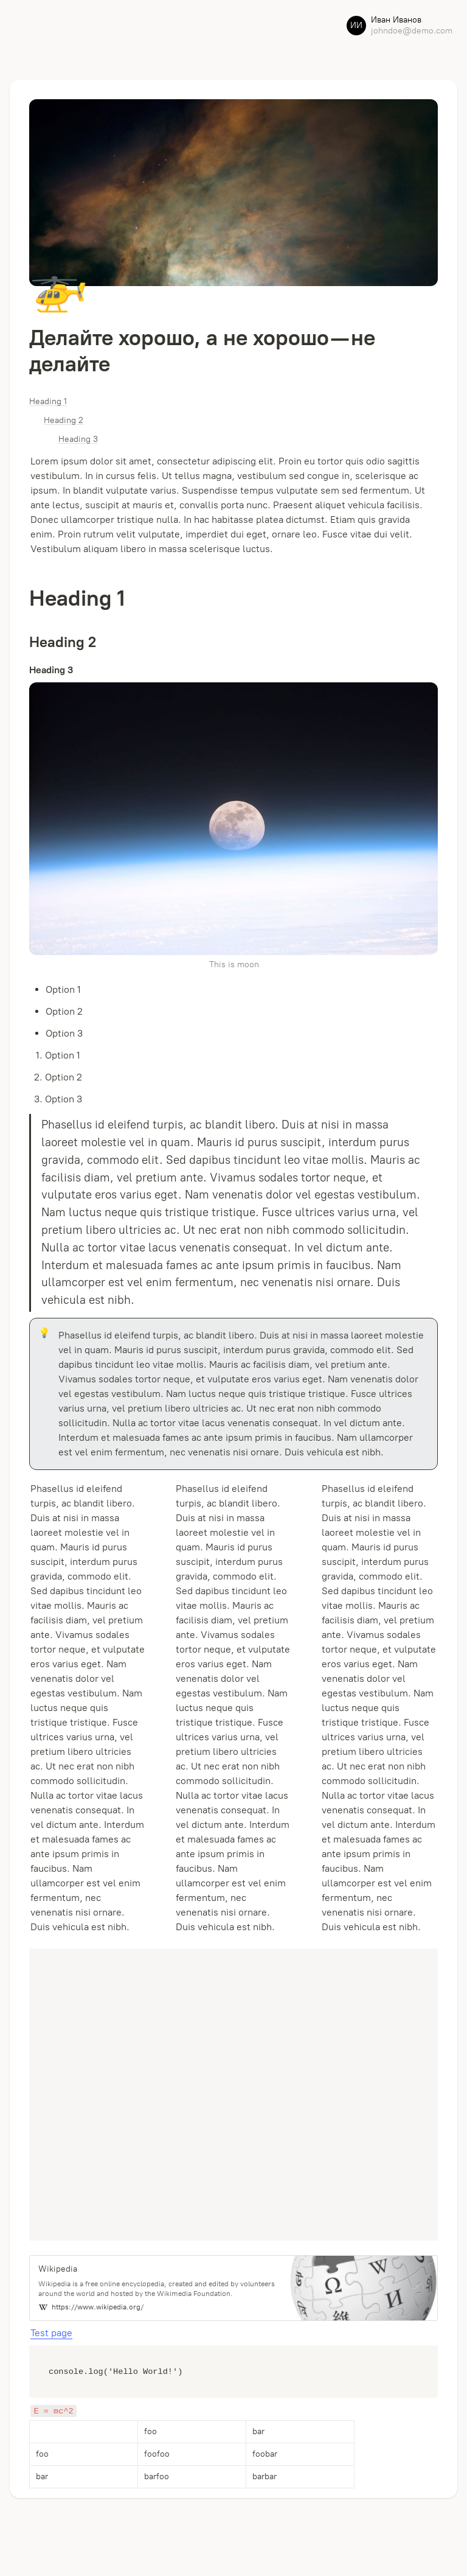 ИИ
Иван Иванов
johndoe@demo.com
Делайте хорошо, а не хорошо — не
делайте
Heading 1
Heading 2
Heading 3
Lorem ipsum dolor sit amet, consectetur adipiscing elit. Proin eu tortor quis odio sagittis
vestibulum. In in cursus felis. Ut tellus magna, vestibulum sed congue in, scelerisque ac
ipsum. In blandit vulputate varius. Suspendisse tempus vulputate sem sed fermentum. Ut
ante lectus, suscipit at mauris et, convallis porta nunc. Praesent aliquet vehicula facilisis.
Donec ullamcorper tristique nulla. In hac habitasse platea dictumst. Etiam quis gravida
enim. Proin rutrum velit vulputate, imperdiet dui eget, ornare leo. Fusce vitae dui velit.
Vestibulum aliquam libero in massa scelerisque luctus.
Heading 1
Heading 2
Heading 3
This is moon
• Option 1
• Option 2
• Option 3
1. Option 1
2. Option 2
3. Option 3
Phasellus id eleifend turpis, ac blandit libero. Duis at nisi in massa
laoreet molestie vel in quam. Mauris id purus suscipit, interdum purus
gravida, commodo elit. Sed dapibus tincidunt leo vitae mollis. Mauris ac
facilisis diam, vel pretium ante. Vivamus sodales tortor neque, et
vulputate eros varius eget. Nam venenatis dolor vel egestas vestibulum.
Nam luctus neque quis tristique tristique. Fusce ultrices varius urna, vel
pretium libero ultricies ac. Ut nec erat non nibh commodo sollicitudin.
Nulla ac tortor vitae lacus venenatis consequat. In vel dictum ante.
Interdum et malesuada fames ac ante ipsum primis in faucibus. Nam
ullamcorper est vel enim fermentum, nec venenatis nisi ornare. Duis
vehicula est nibh.
Phasellus id eleifend turpis, ac blandit libero. Duis at nisi in massa laoreet molestie
vel in quam. Mauris id purus suscipit, interdum purus gravida, commodo elit. Sed
dapibus tincidunt leo vitae mollis. Mauris ac facilisis diam, vel pretium ante.
Vivamus sodales tortor neque, et vulputate eros varius eget. Nam venenatis dolor
vel egestas vestibulum. Nam luctus neque quis tristique tristique. Fusce ultrices
varius urna, vel pretium libero ultricies ac. Ut nec erat non nibh commodo
sollicitudin. Nulla ac tortor vitae lacus venenatis consequat. In vel dictum ante.
Interdum et malesuada fames ac ante ipsum primis in faucibus. Nam ullamcorper
est vel enim fermentum, nec venenatis nisi ornare. Duis vehicula est nibh.
Phasellus id eleifend
turpis, ac blandit libero.
Duis at nisi in massa
laoreet molestie vel in
quam. Mauris id purus
suscipit, interdum purus
gravida, commodo elit.
Sed dapibus tincidunt leo
vitae mollis. Mauris ac
facilisis diam, vel pretium
ante. Vivamus sodales
tortor neque, et vulputate
eros varius eget. Nam
venenatis dolor vel
egestas vestibulum. Nam
luctus neque quis
tristique tristique. Fusce
ultrices varius urna, vel
pretium libero ultricies
ac. Ut nec erat non nibh
commodo sollicitudin.
Nulla ac tortor vitae lacus
venenatis consequat. In
vel dictum ante. Interdum
et malesuada fames ac
ante ipsum primis in
faucibus. Nam
ullamcorper est vel enim
fermentum, nec
venenatis nisi ornare.
Duis vehicula est nibh.
Phasellus id eleifend
turpis, ac blandit libero.
Duis at nisi in massa
laoreet molestie vel in
quam. Mauris id purus
suscipit, interdum purus
gravida, commodo elit.
Sed dapibus tincidunt leo
vitae mollis. Mauris ac
facilisis diam, vel pretium
ante. Vivamus sodales
tortor neque, et vulputate
eros varius eget. Nam
venenatis dolor vel
egestas vestibulum. Nam
luctus neque quis
tristique tristique. Fusce
ultrices varius urna, vel
pretium libero ultricies
ac. Ut nec erat non nibh
commodo sollicitudin.
Nulla ac tortor vitae lacus
venenatis consequat. In
vel dictum ante. Interdum
et malesuada fames ac
ante ipsum primis in
faucibus. Nam
ullamcorper est vel enim
fermentum, nec
venenatis nisi ornare.
Duis vehicula est nibh.
Phasellus id eleifend
turpis, ac blandit libero.
Duis at nisi in massa
laoreet molestie vel in
quam. Mauris id purus
suscipit, interdum purus
gravida, commodo elit.
Sed dapibus tincidunt leo
vitae mollis. Mauris ac
facilisis diam, vel pretium
ante. Vivamus sodales
tortor neque, et vulputate
eros varius eget. Nam
venenatis dolor vel
egestas vestibulum. Nam
luctus neque quis
tristique tristique. Fusce
ultrices varius urna, vel
pretium libero ultricies
ac. Ut nec erat non nibh
commodo sollicitudin.
Nulla ac tortor vitae lacus
venenatis consequat. In
vel dictum ante. Interdum
et malesuada fames ac
ante ipsum primis in
faucibus. Nam
ullamcorper est vel enim
fermentum, nec
venenatis nisi ornare.
Duis vehicula est nibh.
Wikipedia
Wikipedia is a free online encyclopedia, created and edited by volunteers
around the world and hosted by the Wikimedia Foundation.
W https://www.wikipedia.org/
Ω W И 維
Test page
console.log('Hello World!')
E = mc^2
foo bar
foo foofoo foobar
bar barfoo barbar